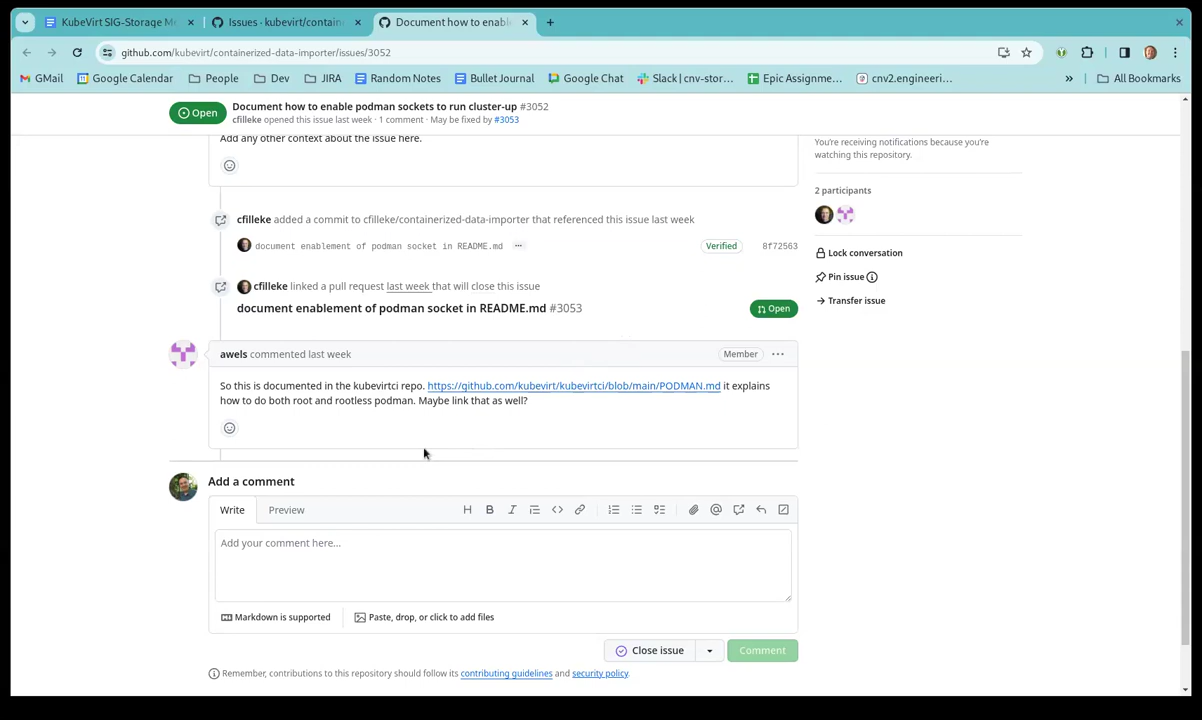 KubeVirt SIG-Storage M
Issues · kubevirt/contain
Document how to enabl
github.com/kubevirt/containerized-data-importer/issues/3052
GMail
Google Calendar
People
Dev
JIRA
Random Notes
Bullet Journal
Google Chat
Slack | cnv-stor...
Epic Assignme...
cnv2.engineeri...
»
All Bookmarks
Open
Document how to enable podman sockets to run cluster-up #3052
cfilleke opened this issue last week · 1 comment · May be fixed by #3053
Add any other context about the issue here.
You're receiving notifications because you're
watching this repository.
2 participants
Lock conversation
Pin issue
Transfer issue
cfilleke added a commit to cfilleke/containerized-data-importer that referenced this issue last week
document enablement of podman socket in README.md ...
Verified
8f72563
cfilleke linked a pull request last week that will close this issue
document enablement of podman socket in README.md #3053
Open
awels commented last week
Member
So this is documented in the kubevirtci repo. https://github.com/kubevirt/kubevirtci/blob/main/PODMAN.md it explains
how to do both root and rootless podman. Maybe link that as well?
Add a comment
Write
Preview
Add your comment here...
Markdown is supported
Paste, drop, or click to add files
Close issue
Comment
Remember, contributions to this repository should follow its contributing guidelines and security policy.